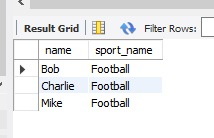 Result Grid Filter Rows:
name sport_name
Bob Football
Charlie Football
Mike Football